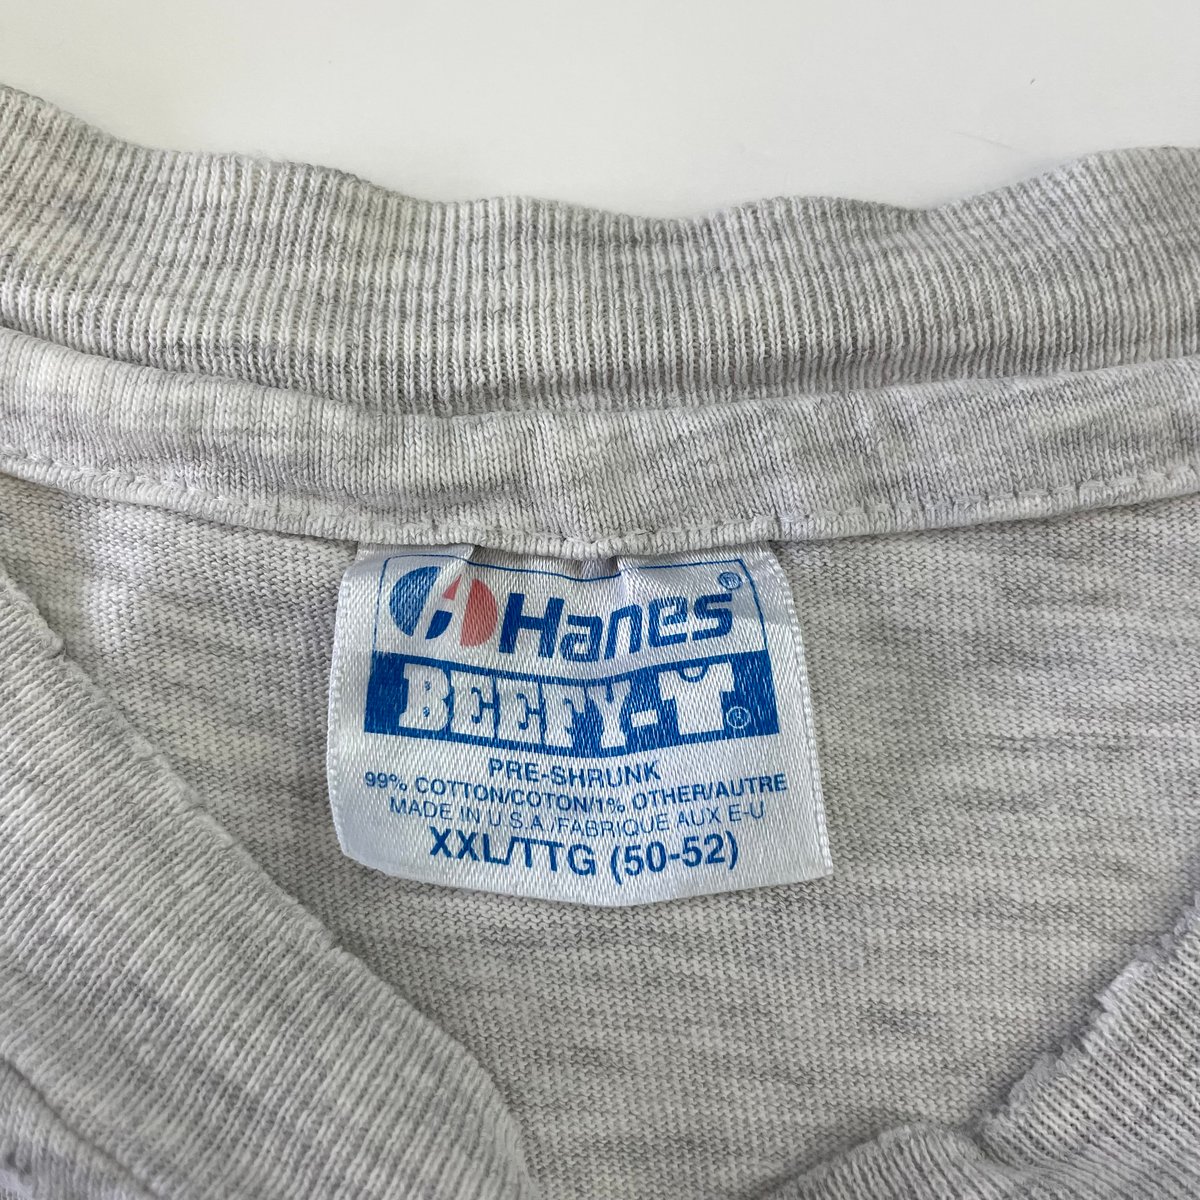 Hanes®
BEEFY-T®
PRE-SHRUNK
99% COTTON/COTON/1% OTHER/AUTRE
MADE IN U.S.A./FABRIQUE AUX E-U
XXL/TTG (50-52)